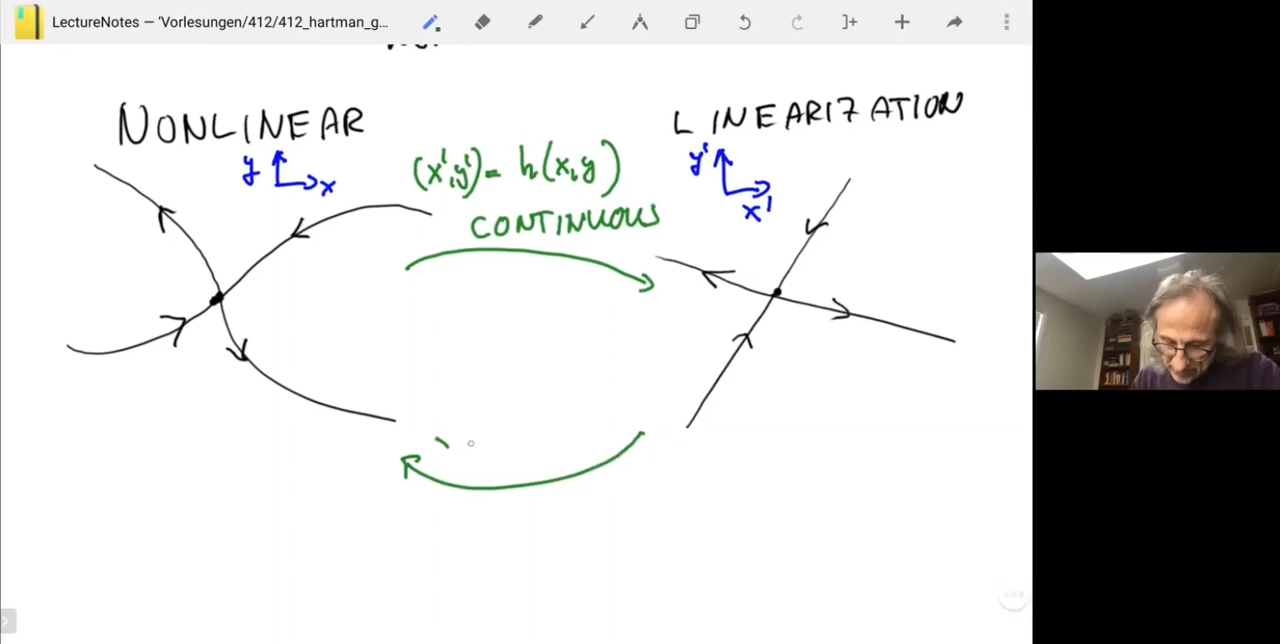 LectureNotes — ‘Vorlesungen/412/412_hartman_g...
NONLINEAR
LINEARIZATION
y x
(x',y') = h(x,y)
y' x'
CONTINUOUS